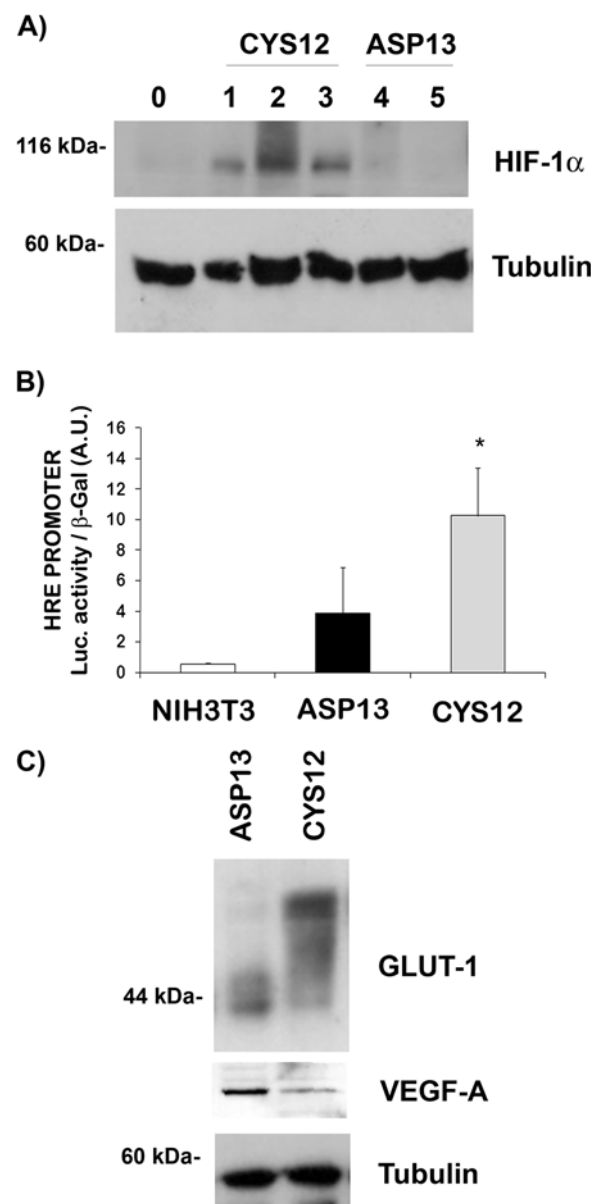 A)
CYS12 ASP13
0 1 2 3 4 5
116 kDa-
HIF-1α
60 kDa-
Tubulin
B)
HRE PROMOTER
Luc. activity / β-Gal (A.U.)
16
14
12
10
8
6
4
2
0
*
NIH3T3 ASP13 CYS12
C)
ASP13 CYS12
GLUT-1
44 kDa-
VEGF-A
60 kDa-
Tubulin